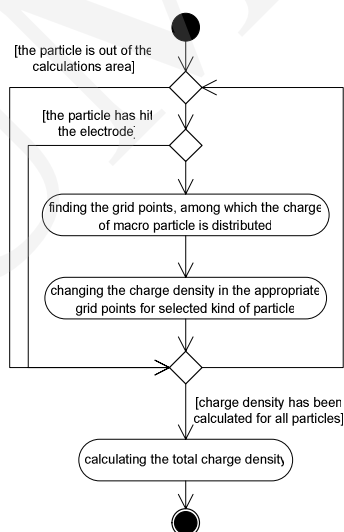 [the particle is out of the
calculations area]
[the particle has hit
the electrode]
finding the grid points, among which the charge
of macro particle is distributed
changing the charge density in the appropriate
grid points for selected kind of particle
[charge density has been
calculated for all particles]
calculating the total charge density